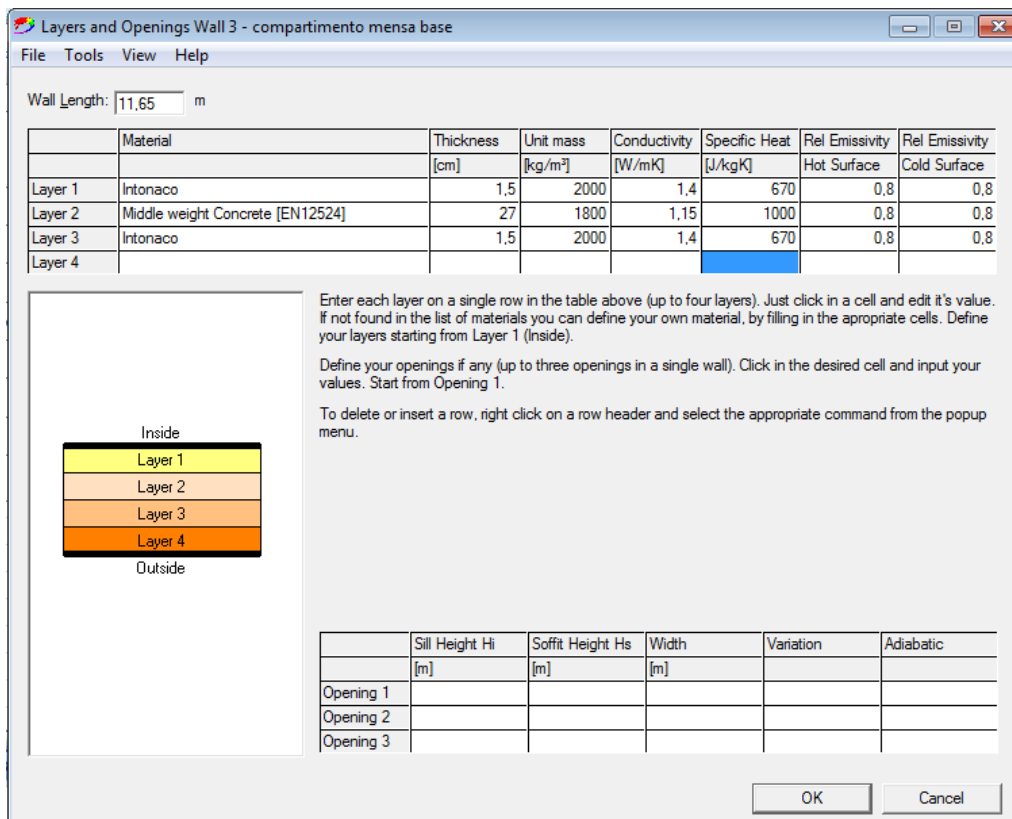 Layers and Openings Wall 3 - compartimento mensa base
File Tools View Help
Wall Length: 11,65 m
Material Thickness Unit mass Conductivity Specific Heat Rel Emissivity Rel Emissivity
[cm] [kg/m³] [W/mK] [J/kgK] Hot Surface Cold Surface
Layer 1 Intonaco 1,5 2000 1,4 670 0,8 0,8
Layer 2 Middle weight Concrete [EN12524] 27 1800 1,15 1000 0,8 0,8
Layer 3 Intonaco 1,5 2000 1,4 670 0,8 0,8
Layer 4
Enter each layer on a single row in the table above (up to four layers). Just click in a cell and edit it's value.
If not found in the list of materials you can define your own material, by filling in the apropriate cells. Define
your layers starting from Layer 1 (Inside).
Define your openings if any (up to three openings in a single wall). Click in the desired cell and input your
values. Start from Opening 1.
To delete or insert a row, right click on a row header and select the appropriate command from the popup
menu.
Inside
Layer 1
Layer 2
Layer 3
Layer 4
Outside
Sill Height Hi Soffit Height Hs Width Variation Adiabatic
[m] [m] [m]
Opening 1
Opening 2
Opening 3
OK Cancel